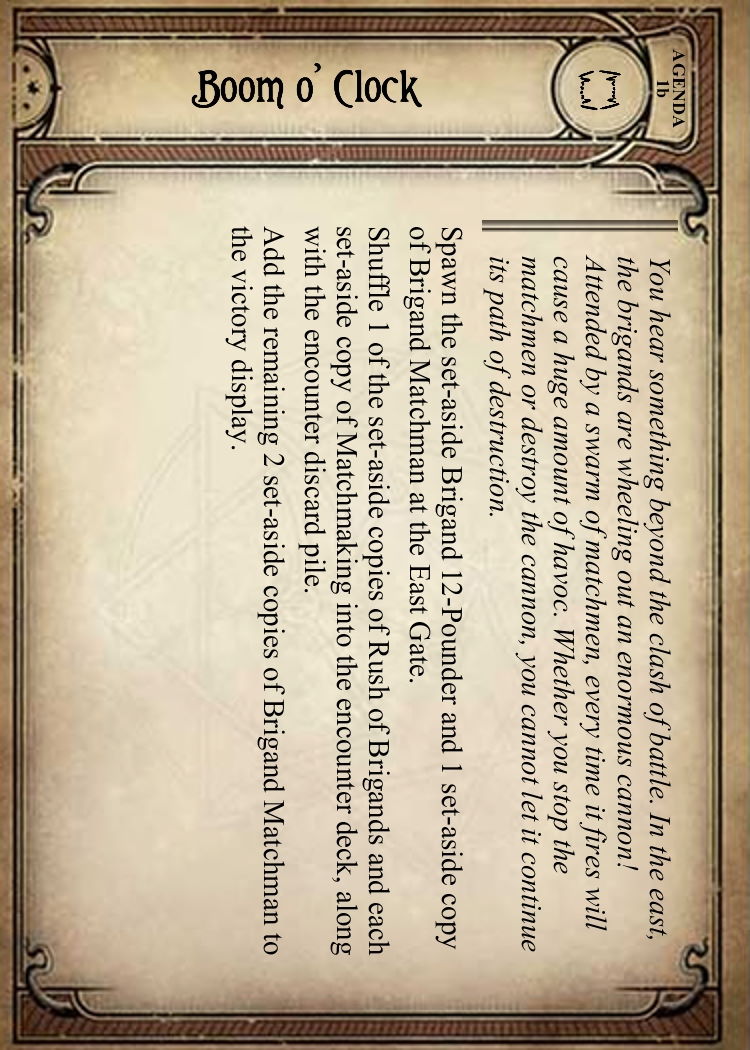 AGENDA
1b
Boom o' Clock
You hear something beyond the clash of battle. In the east,
the brigands are wheeling out an enormous cannon!
Attended by a swarm of matchmen, every time it fires will
cause a huge amount of havoc. Whether you stop the
matchmen or destroy the cannon, you cannot let it continue
its path of destruction.
Spawn the set-aside Brigand 12-Pounder and 1 set-aside copy
of Brigand Matchman at the East Gate.
Shuffle 1 of the set-aside copies of Rush of Brigands and each
set-aside copy of Matchmaking into the encounter deck, along
with the encounter discard pile.
Add the remaining 2 set-aside copies of Brigand Matchman to
the victory display.